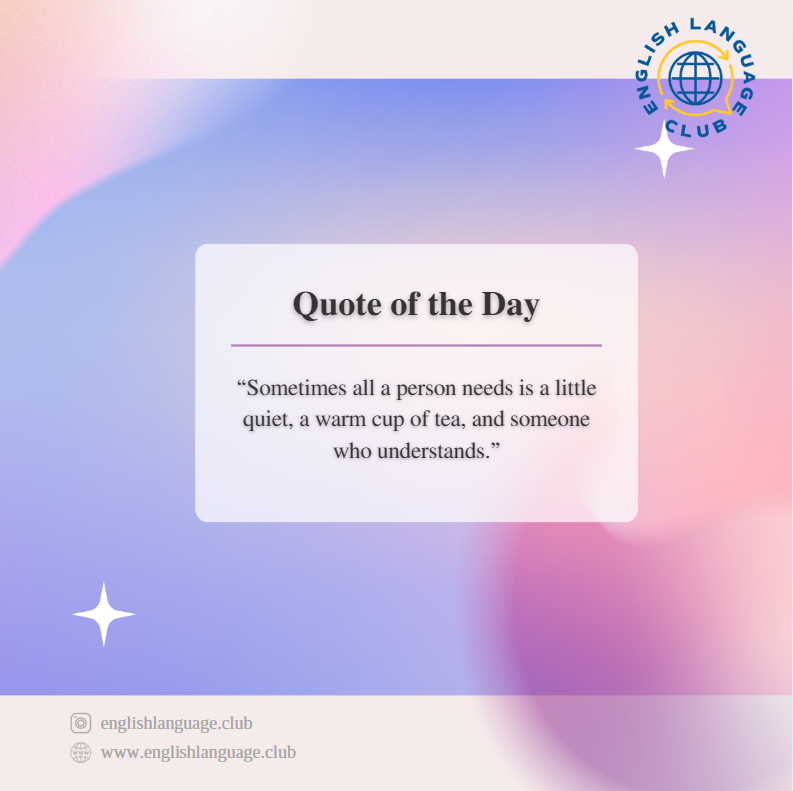 ENGLISH LANGUAGE CLUB
Quote of the Day
“Sometimes all a person needs is a little
quiet, a warm cup of tea, and someone
who understands.”
englishlanguage.club
www.englishlanguage.club